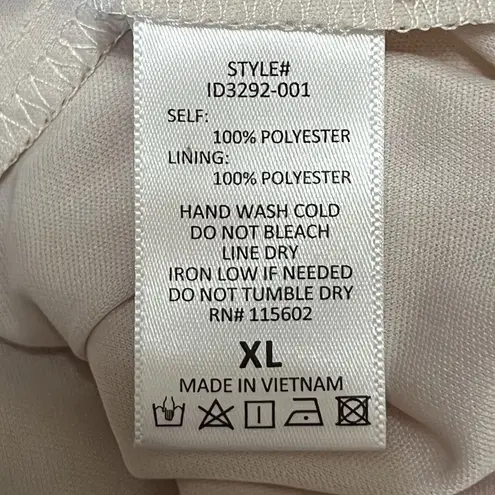 STYLE#
ID3292-001
SELF:
100% POLYESTER
LINING:
100% POLYESTER
HAND WASH COLD
DO NOT BLEACH
LINE DRY
IRON LOW IF NEEDED
DO NOT TUMBLE DRY
RN# 115602
XL
MADE IN VIETNAM